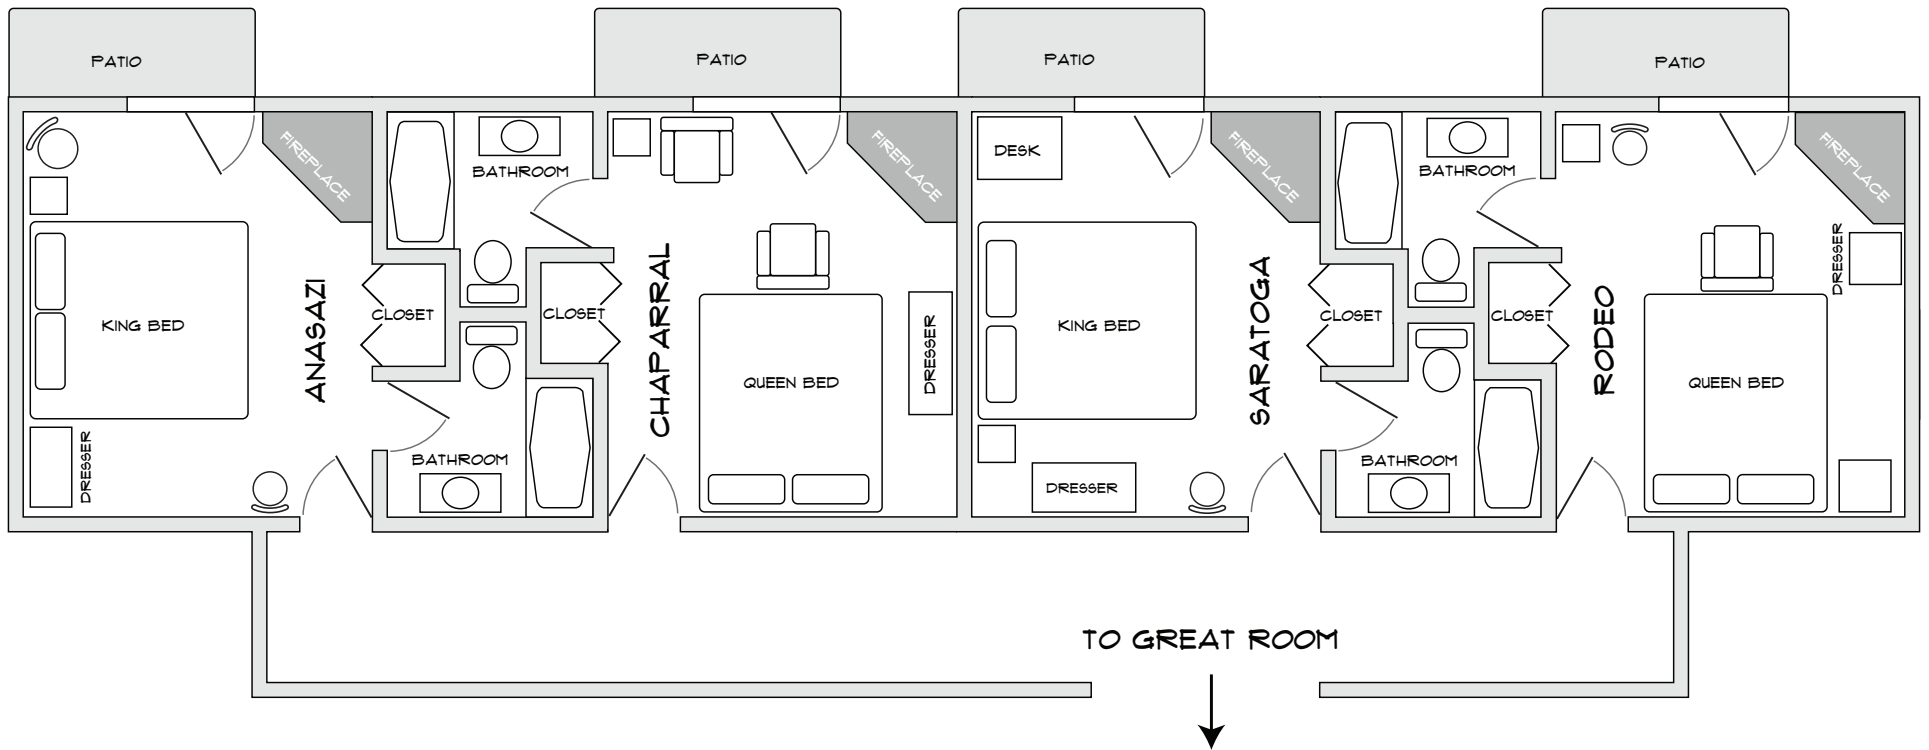 PATIO
PATIO
PATIO
PATIO
FIREPLACE
BATHROOM
FIREPLACE
DESK
FIREPLACE
BATHROOM
FIREPLACE
KING BED
ANASAZI
CLOSET
CLOSET
CHAPARRAL
QUEEN BED
DRESSER
KING BED
SARATOGA
CLOSET
CLOSET
RODEO
QUEEN BED
DRESSER
DRESSER
BATHROOM
DRESSER
BATHROOM
TO GREAT ROOM